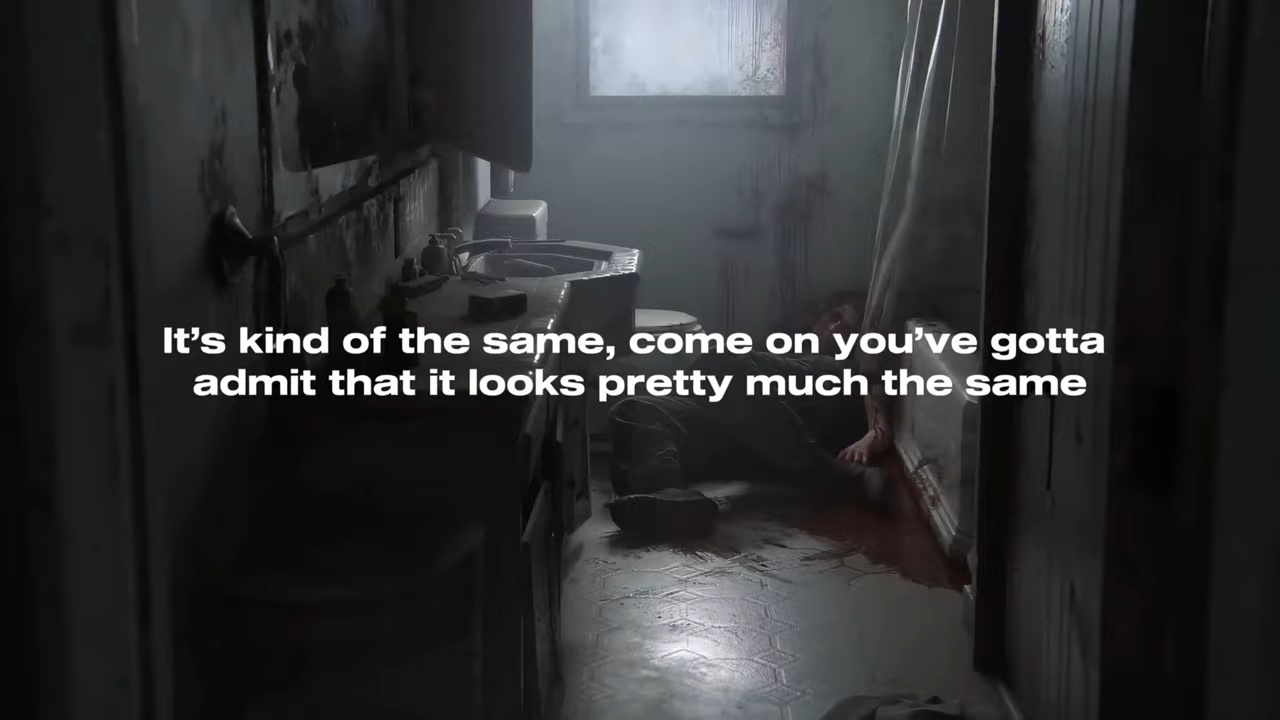 It’s kind of the same, come on you’ve gotta
admit that it looks pretty much the same